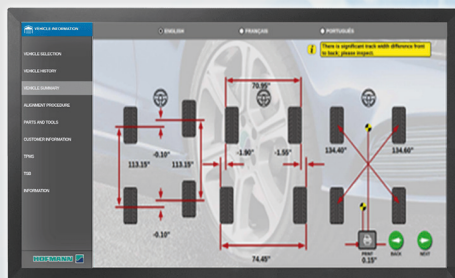 VEHICLE INFORMATION
ENGLISH
FRANÇAIS
PORTUGUÊS
There is significant track width difference front
to back; please inspect.
VEHICLE SELECTION
VEHICLE HISTORY
VEHICLE SUMMARY
ALIGNMENT PROCEDURE
PARTS AND TOOLS
CUSTOMER INFORMATION
TPMS
TSB
INFORMATION
70.95"
-0.10"
113.15"
113.15"
-1.90"
-1.55"
134.40"
134.60"
-0.10"
74.45"
PRINT
BACK
NEXT
0.15"
HOFMANN